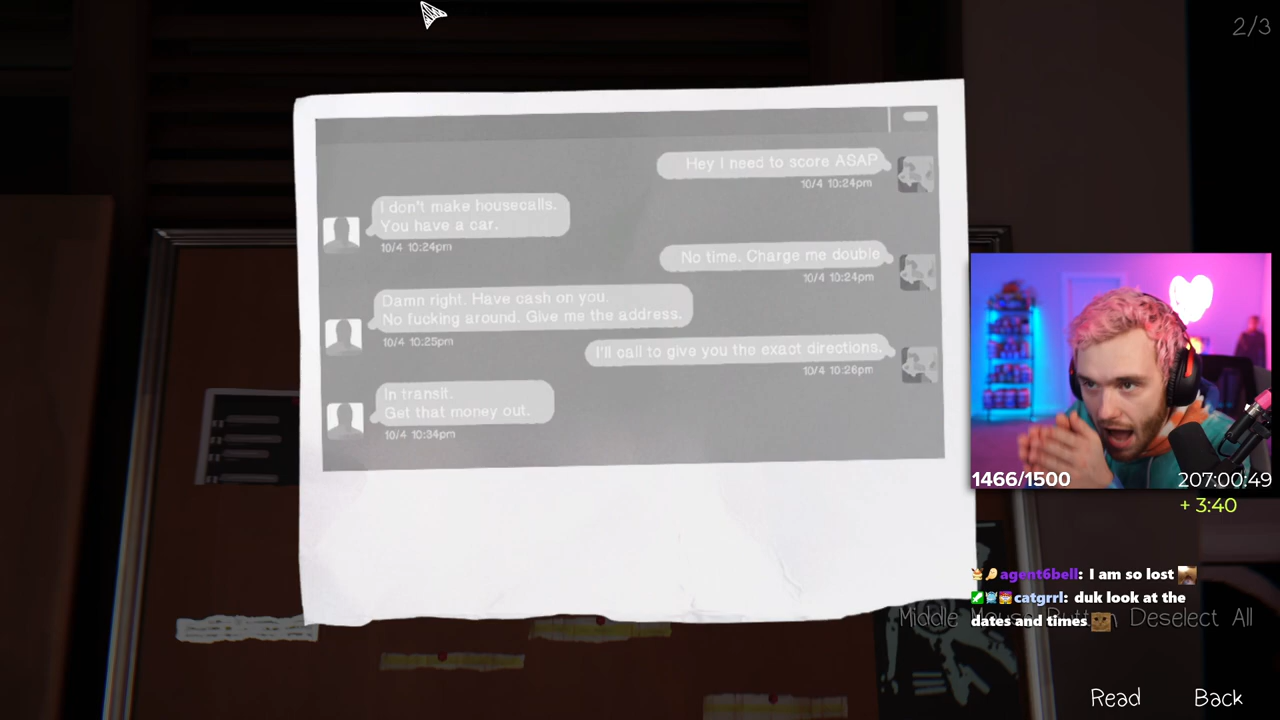 2/3
Hey I need to score ASAP
10/4 10:24pm
I don't make housecalls.
You have a car.
10/4 10:24pm
No time. Charge me double
10/4 10:24pm
Damn right. Have cash on you.
No fucking around. Give me the address.
10/4 10:25pm
I'll call to give you the exact directions.
10/4 10:26pm
In transit.
Get that money out.
10/4 10:34pm
1466/1500
207:00:49
+ 3:40
agent6bell: I am so lost
catgrrl: duk look at the
dates and times
Middle Mouse Button Deselect All
Read
Back